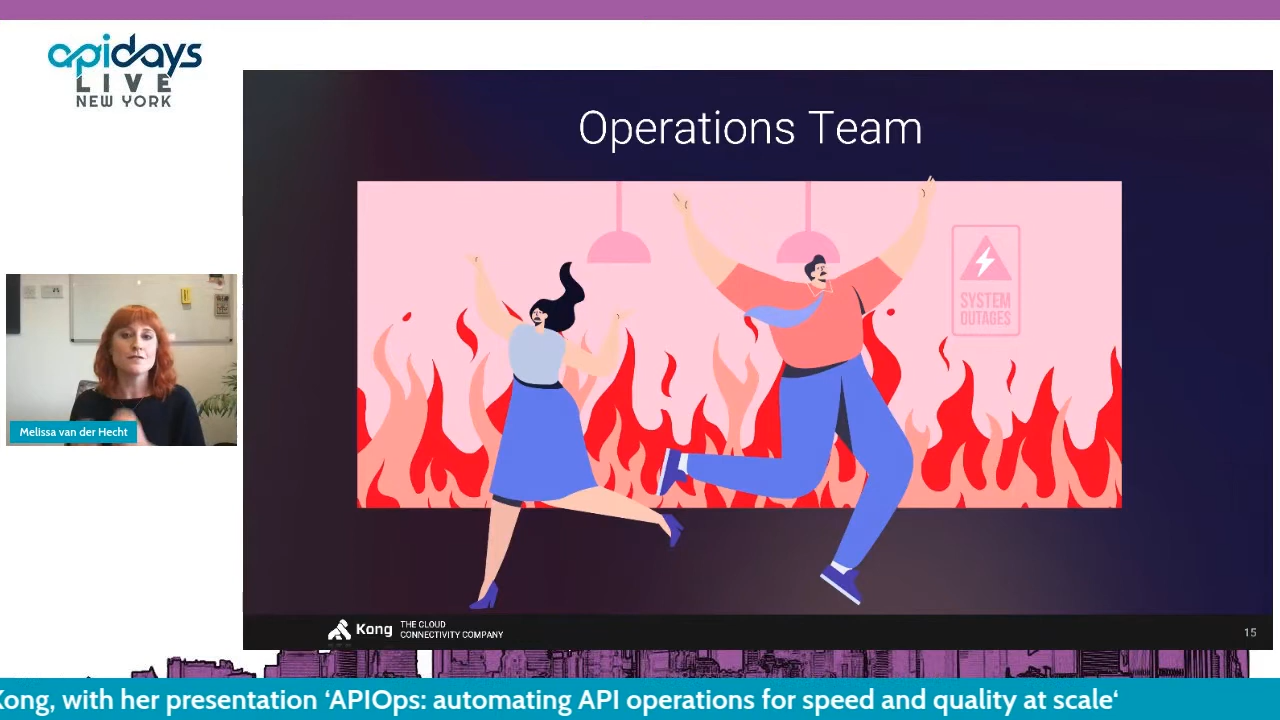 apidays
LIVE
NEW YORK
Operations Team
SYSTEM
OUTAGES
Melissa van der Hecht
Kong
THE CLOUD
CONNECTIVITY COMPANY
15
Kong, with her presentation ‘APIOps: automating API operations for speed and quality at scale‘